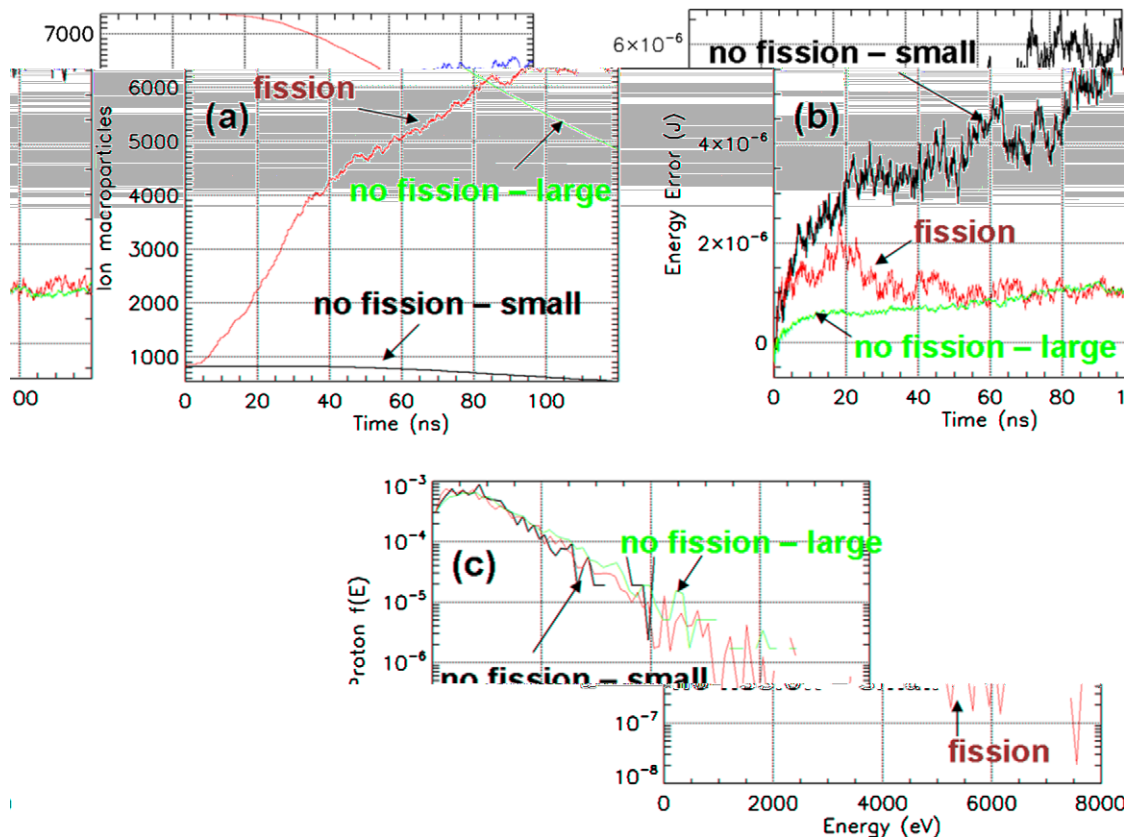 7000
6000
5000
4000
3000
2000
1000
Ion macroparticles
(a)
fission
no fission – large
no fission – small
00
0 20 40 60 80 100
Time (ns)
6×10⁻⁶
4×10⁻⁶
2×10⁻⁶
0
Energy Error (J)
no fission – small
(b)
fission
no fission – large
0 20 40 60 80 1
Time (ns)
10⁻³
10⁻⁴
10⁻⁵
10⁻⁶
Proton f(E)
(c)
no fission – large
no fission – small
10⁻⁷
10⁻⁸
fission
0 2000 4000 6000 8000
Energy (eV)